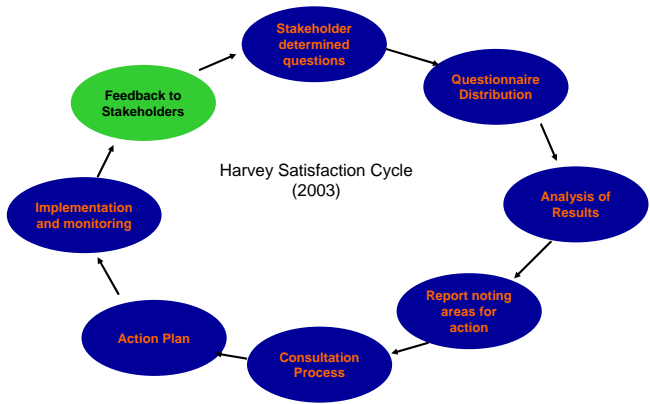 Stakeholder
determined
questions
Questionnaire
Distribution
Analysis of
Results
Report noting
areas for
action
Consultation
Process
Action Plan
Implementation
and monitoring
Feedback to
Stakeholders
Harvey Satisfaction Cycle
(2003)